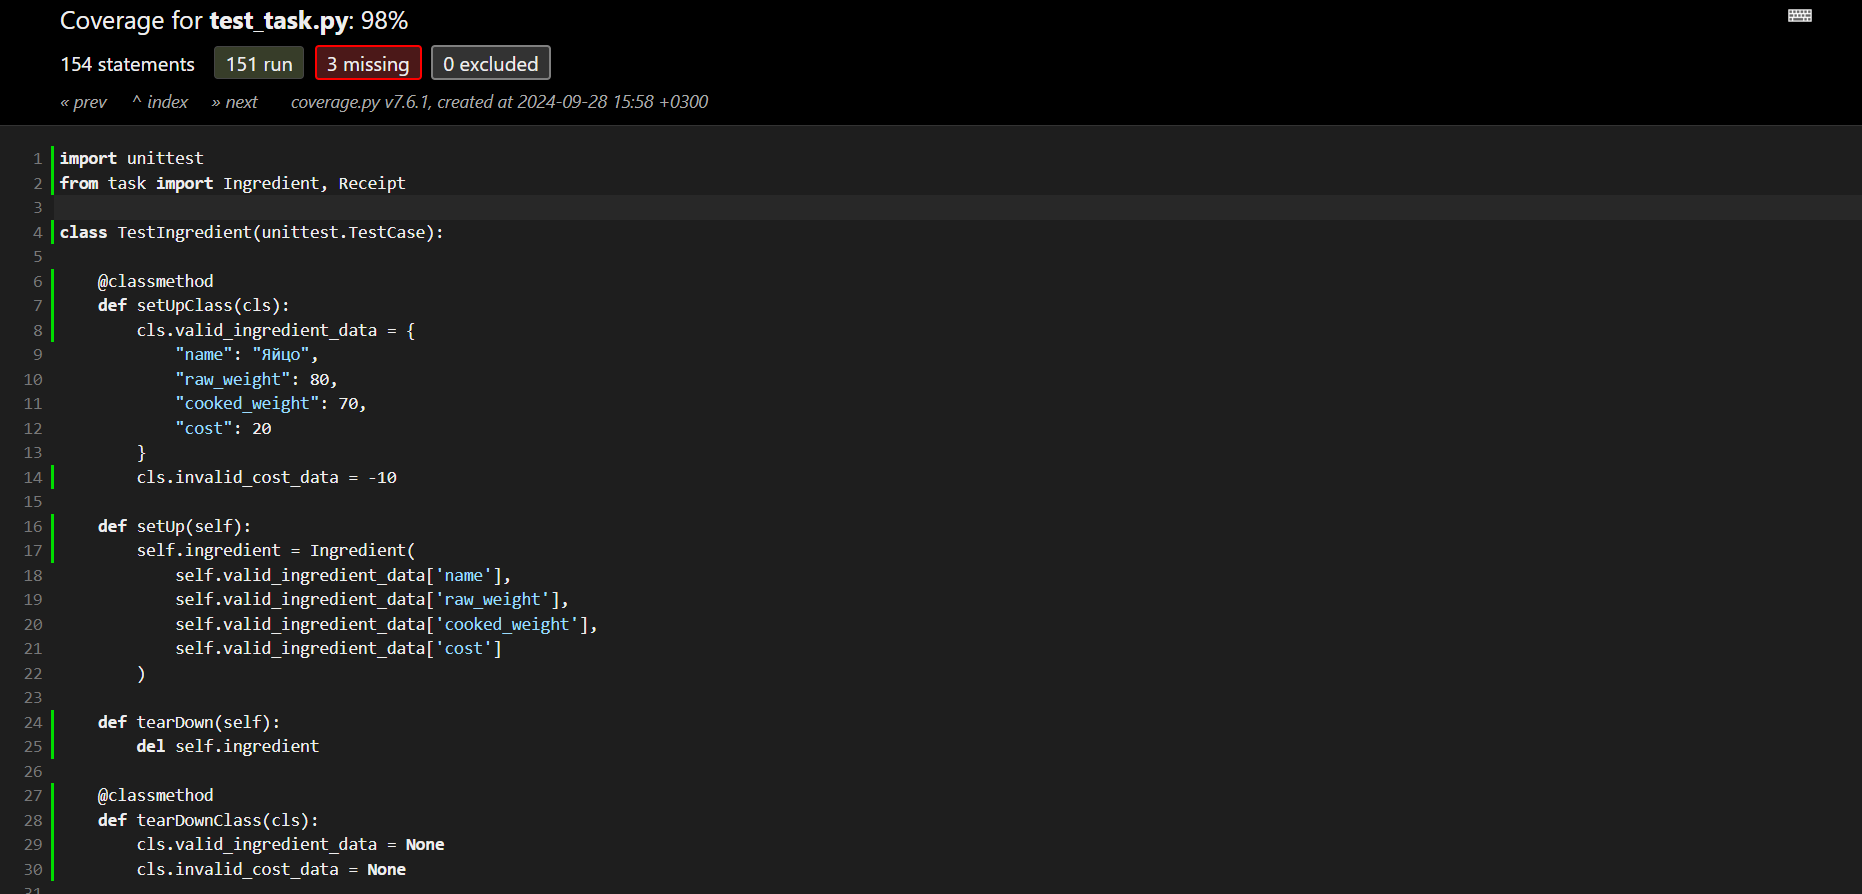 Coverage for test_task.py: 98%
154 statements 151 run 3 missing 0 excluded
« prev ^ index » next coverage.py v7.6.1, created at 2024-09-28 15:58 +0300
1 import unittest
2 from task import Ingredient, Receipt
3
4 class TestIngredient(unittest.TestCase):
5
6     @classmethod
7     def setUpClass(cls):
8         cls.valid_ingredient_data = {
9             "name": "Яйцо",
10             "raw_weight": 80,
11             "cooked_weight": 70,
12             "cost": 20
13         }
14         cls.invalid_cost_data = -10
15
16     def setUp(self):
17         self.ingredient = Ingredient(
18             self.valid_ingredient_data['name'],
19             self.valid_ingredient_data['raw_weight'],
20             self.valid_ingredient_data['cooked_weight'],
21             self.valid_ingredient_data['cost']
22         )
23
24     def tearDown(self):
25         del self.ingredient
26
27     @classmethod
28     def tearDownClass(cls):
29         cls.valid_ingredient_data = None
30         cls.invalid_cost_data = None
31